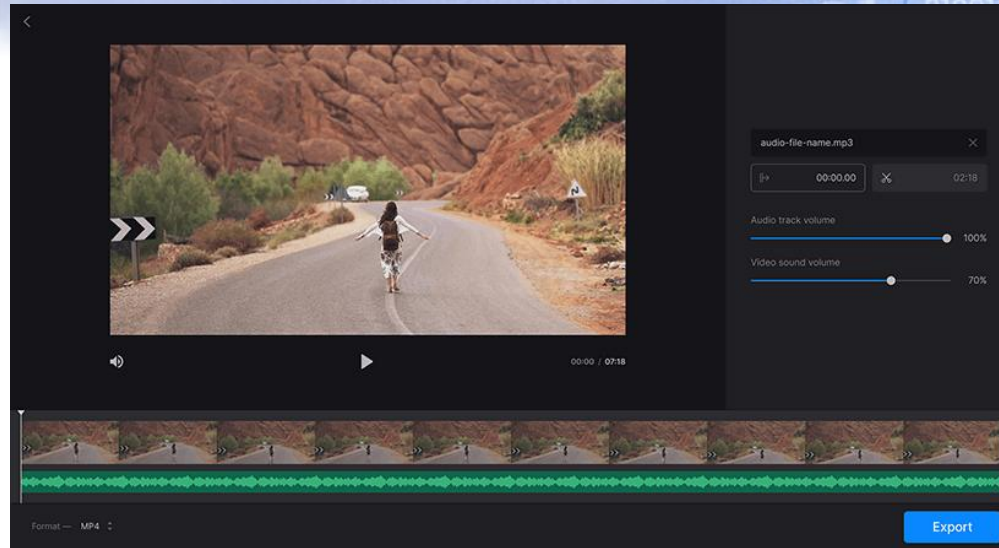 audio-file-name.mp3
00:00.00
02:18
Audio track volume
100%
Video sound volume
70%
00:00 / 07:18
Format — MP4
Export